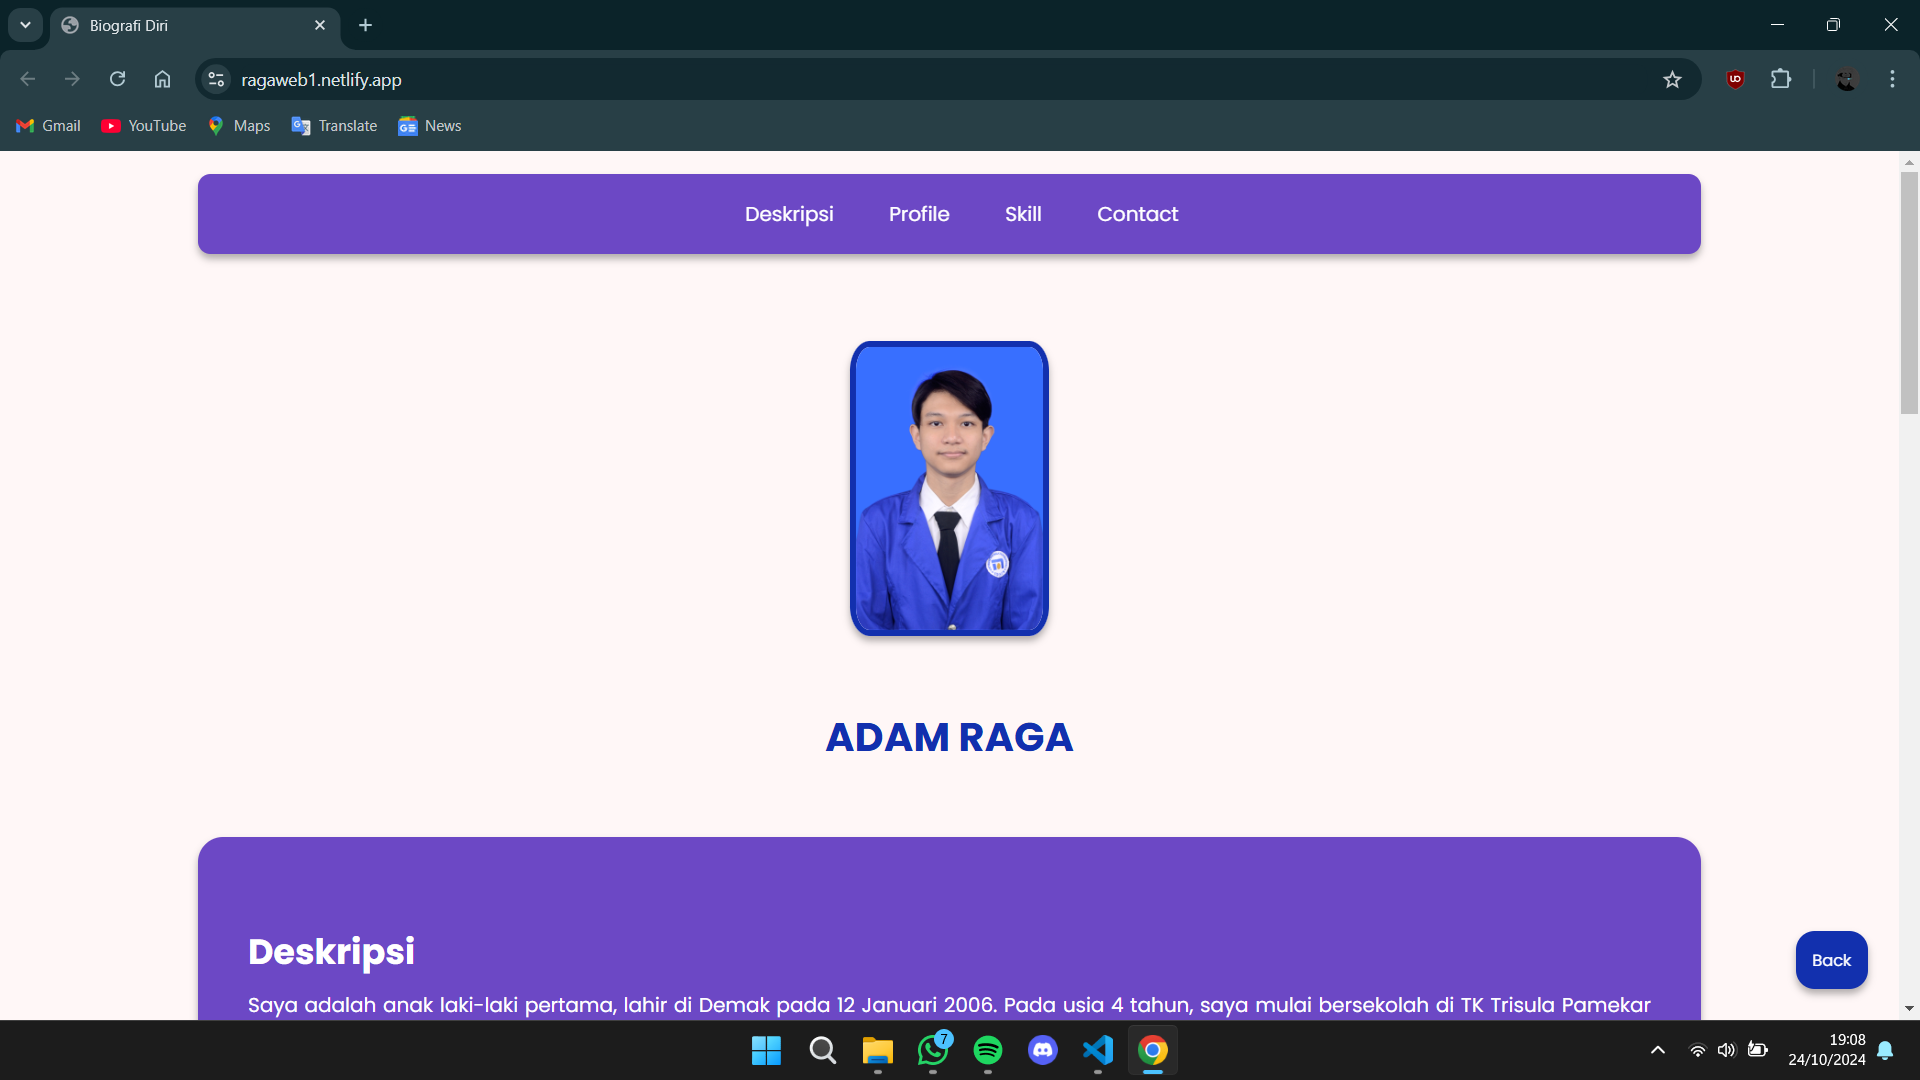 Biografi Diri
ragaweb1.netlify.app
Gmail YouTube Maps Translate News
Deskripsi Profile Skill Contact
ADAM RAGA
Deskripsi
Saya adalah anak laki-laki pertama, lahir di Demak pada 12 Januari 2006. Pada usia 4 tahun, saya mulai bersekolah di TK Trisula Pamekar
Back
7
19:08
24/10/2024